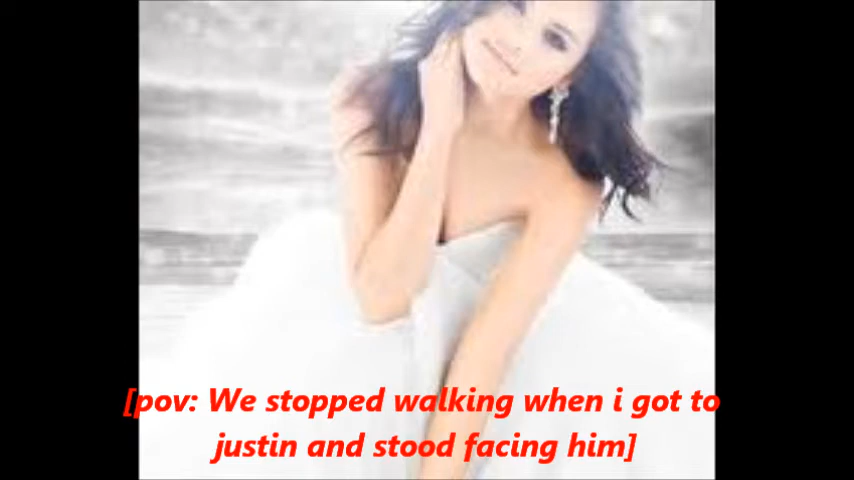 [pov: We stopped walking when i got to
justin and stood facing him]